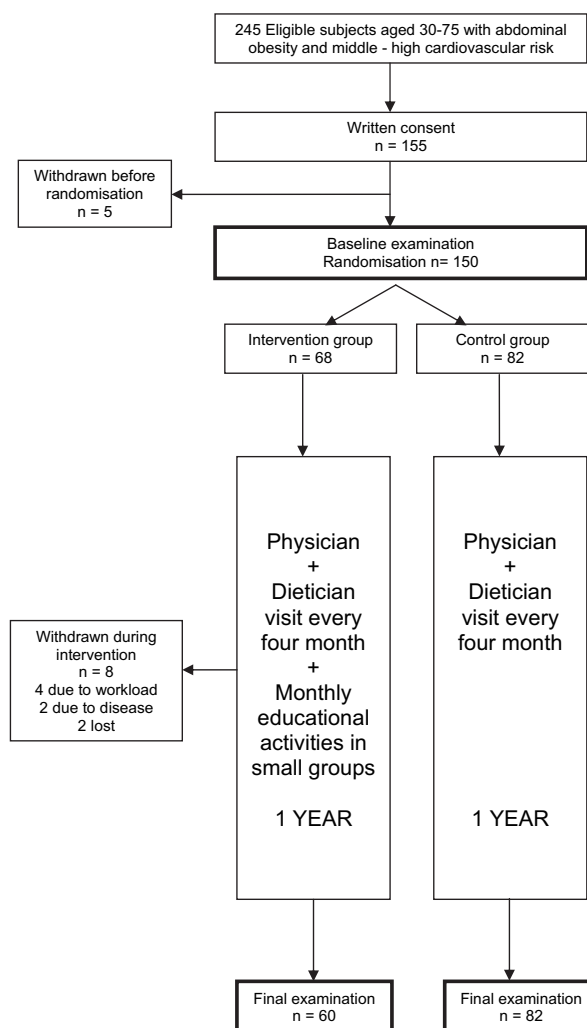 245 Eligible subjects aged 30-75 with abdominal
obesity and middle - high cardiovascular risk
Written consent
n = 155
Withdrawn before
randomisation
n = 5
Baseline examination
Randomisation n= 150
Intervention group
n = 68
Control group
n = 82
Physician
+
Dietician
visit every
four month
+
Monthly
educational
activities in
small groups
1 YEAR
Physician
+
Dietician
visit every
four month
1 YEAR
Withdrawn during
intervention
n = 8
4 due to workload
2 due to disease
2 lost
Final examination
n = 60
Final examination
n = 82